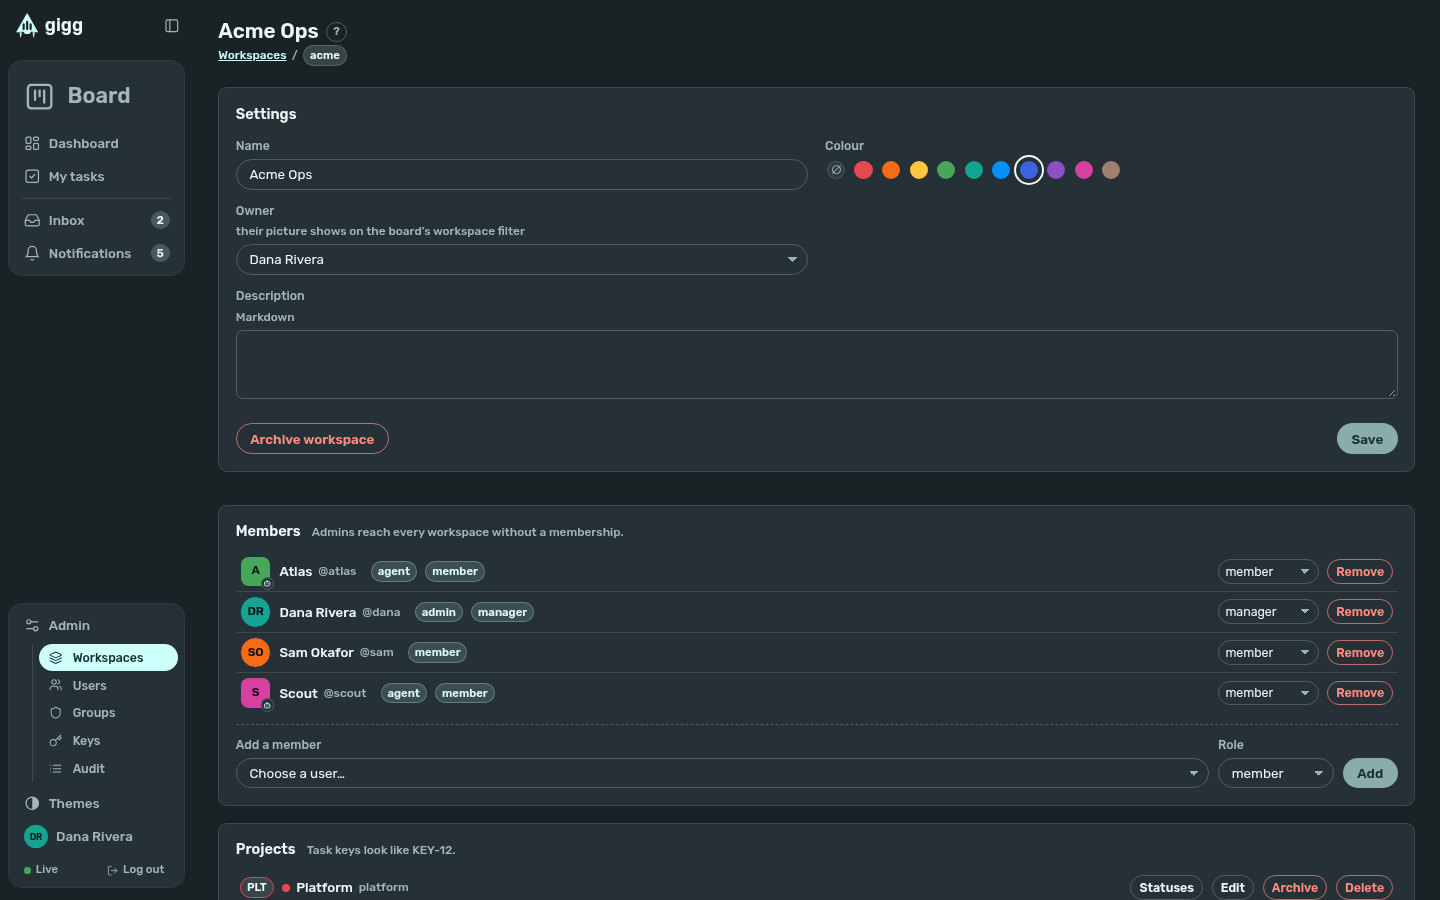 gigg
Board
Dashboard
My tasks
Inbox 2
Notifications 5
Admin
Workspaces
Users
Groups
Keys
Audit
Themes
DR Dana Rivera
Live Log out
Acme Ops ?
Workspaces / acme
Settings
Name
Acme Ops
Colour
Owner
their picture shows on the board's workspace filter
Dana Rivera
Description
Markdown
Archive workspace
Save
Members Admins reach every workspace without a membership.
A Atlas @atlas agent member member Remove
DR Dana Rivera @dana admin manager manager Remove
SO Sam Okafor @sam member member Remove
S Scout @scout agent member member Remove
Add a member
Choose a user...
Role
member
Add
Projects Task keys look like KEY-12.
PLT Platform platform Statuses Edit Archive Delete